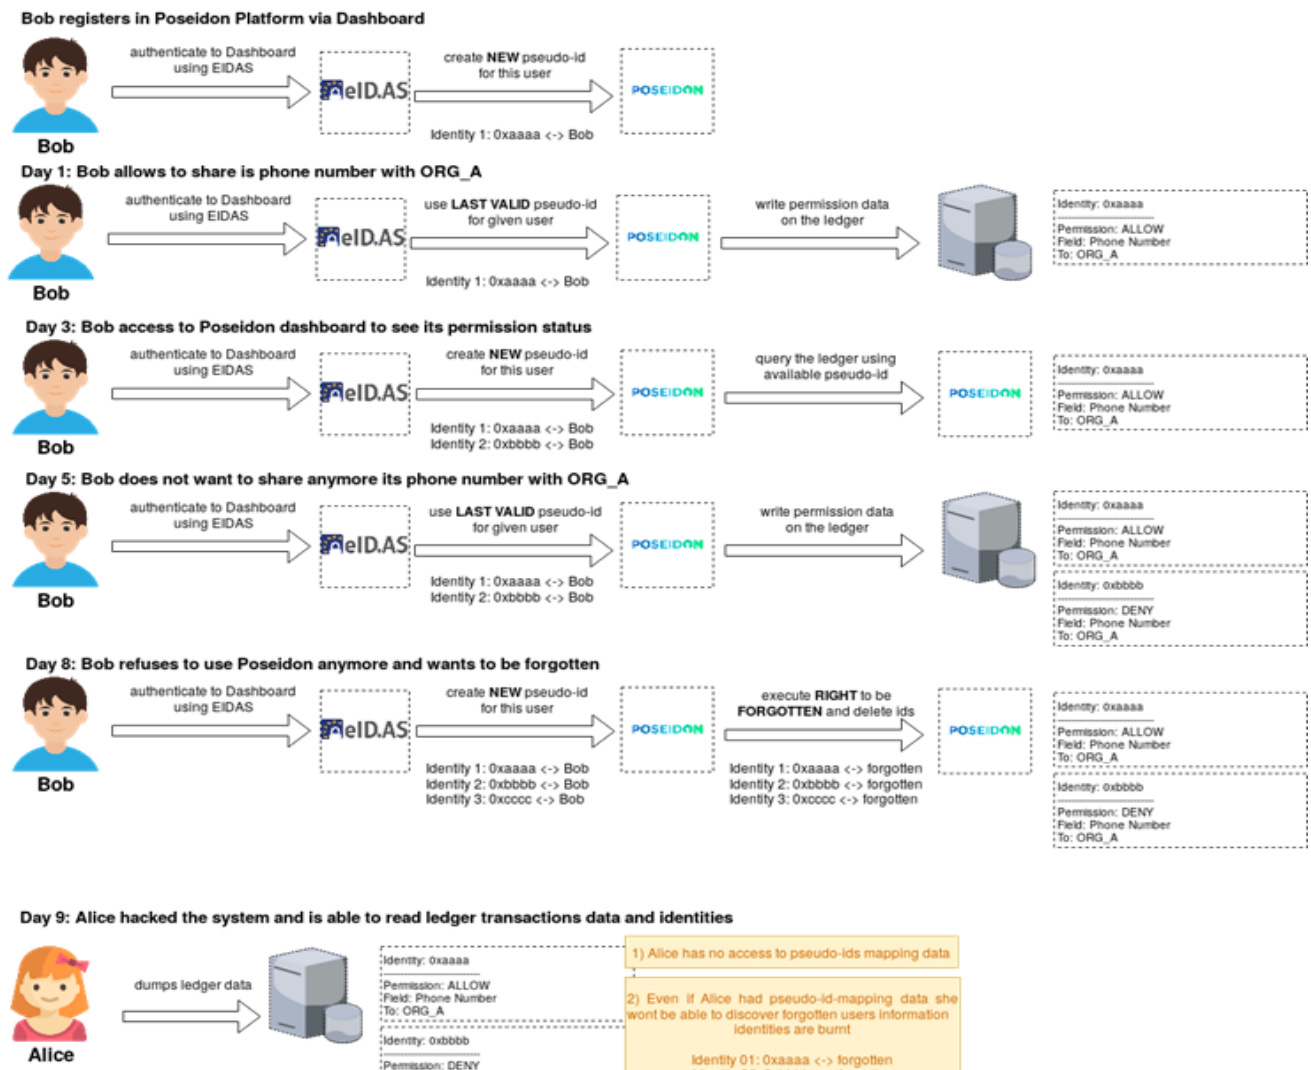 Bob registers in Poseidon Platform via Dashboard
authenticate to Dashboard
using EIDAS
create NEW pseudo-id
for this user
eID.AS
POSEIDON
Identity 1: 0xaaaa <-> Bob
Bob
Day 1: Bob allows to share is phone number with ORG_A
authenticate to Dashboard
using EIDAS
use LAST VALID pseudo-id
for given user
write permission data
on the ledger
eID.AS
POSEIDON
Identity 1: 0xaaaa <-> Bob
Identity: 0xaaaa
Permission: ALLOW
Field: Phone Number
To: ORG_A
Bob
Day 3: Bob access to Poseidon dashboard to see its permission status
authenticate to Dashboard
using EIDAS
create NEW pseudo-id
for this user
query the ledger using
available pseudo-id
eID.AS
POSEIDON
POSEIDON
Identity 1: 0xaaaa <-> Bob
Identity 2: 0xbbbb <-> Bob
Identity: 0xaaaa
Permission: ALLOW
Field: Phone Number
To: ORG_A
Bob
Day 5: Bob does not want to share anymore its phone number with ORG_A
authenticate to Dashboard
using EIDAS
use LAST VALID pseudo-id
for given user
write permission data
on the ledger
eID.AS
POSEIDON
Identity 1: 0xaaaa <-> Bob
Identity 2: 0xbbbb <-> Bob
Identity: 0xaaaa
Permission: ALLOW
Field: Phone Number
To: ORG_A
Identity: 0xbbbb
Permission: DENY
Field: Phone Number
To: ORG_A
Bob
Day 8: Bob refuses to use Poseidon anymore and wants to be forgotten
authenticate to Dashboard
using EIDAS
create NEW pseudo-id
for this user
execute RIGHT to be
FORGOTTEN and delete ids
eID.AS
POSEIDON
POSEIDON
Identity 1: 0xaaaa <-> Bob
Identity 2: 0xbbbb <-> Bob
Identity 3: 0xcccc <-> Bob
Identity 1: 0xaaaa <-> forgotten
Identity 2: 0xbbbb <-> forgotten
Identity 3: 0xcccc <-> forgotten
Identity: 0xaaaa
Permission: ALLOW
Field: Phone Number
To: ORG_A
Identity: 0xbbbb
Permission: DENY
Field: Phone Number
To: ORG_A
Bob
Day 9: Alice hacked the system and is able to read ledger transactions data and identities
dumps ledger data
Identity: 0xaaaa
Permission: ALLOW
Field: Phone Number
To: ORG_A
Identity: 0xbbbb
Permission: DENY
1) Alice has no access to pseudo-ids mapping data
2) Even if Alice had pseudo-id-mapping data she
wont be able to discover forgotten users information
identities are burnt
Identity 01: 0xaaaa <-> forgotten
Alice